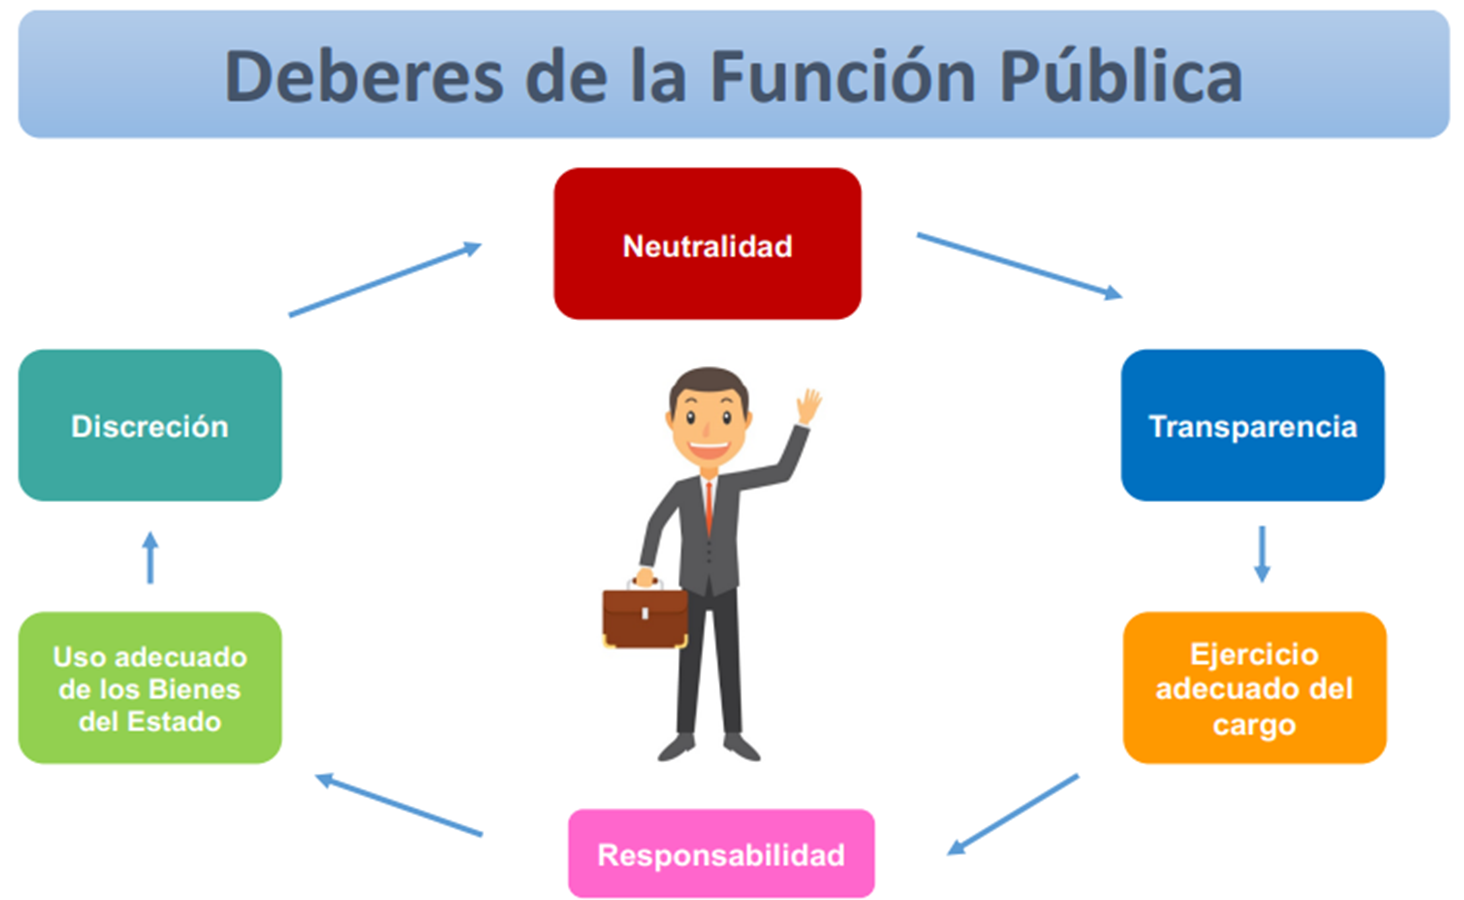 Deberes de la Función Pública
Neutralidad
Discreción
Transparencia
Uso adecuado
de los Bienes
del Estado
Ejercicio
adecuado del
cargo
Responsabilidad